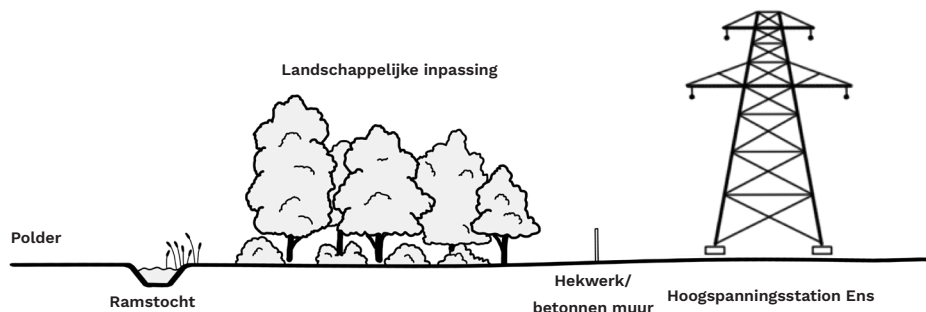 Landschappelijke inpassing
Polder
Ramstocht
Hekwerk/
betonnen muur
Hoogspanningsstation Ens